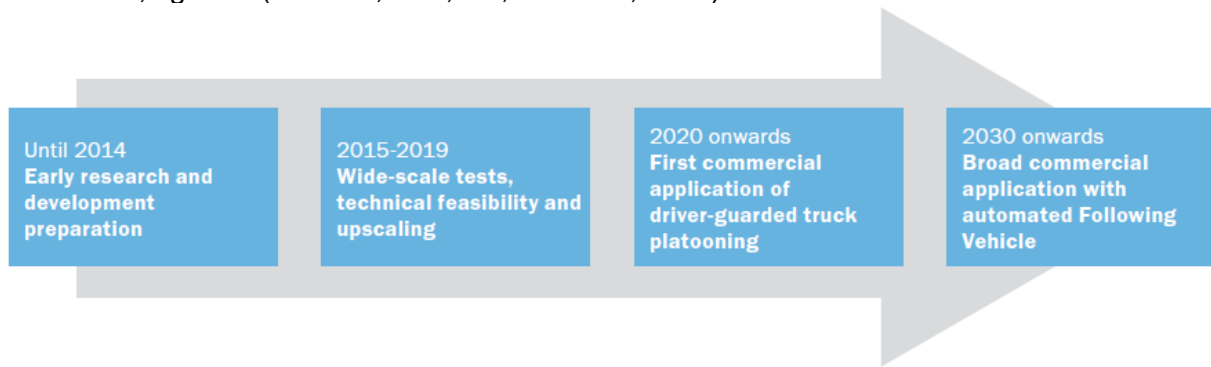 Until 2014
Early research and
development
preparation
2015-2019
Wide-scale tests,
technical feasibility and
upscaling
2020 onwards
First commercial
application of
driver-guarded truck
platooning
2030 onwards
Broad commercial
application with
automated Following
Vehicle